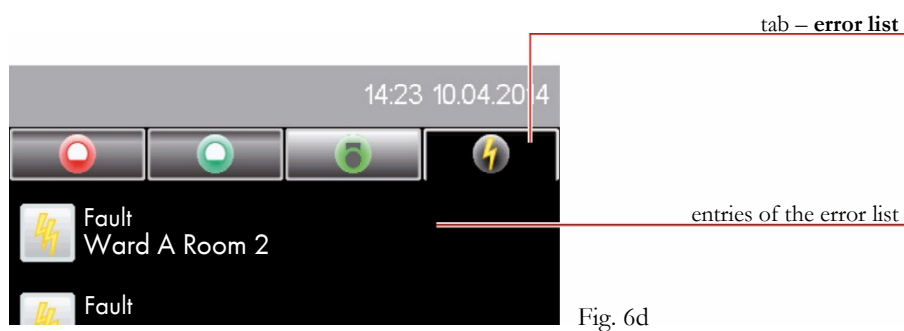 tab – error list
14:23 10.04.2014
Fault
Ward A Room 2
entries of the error list
Fault
Fig. 6d